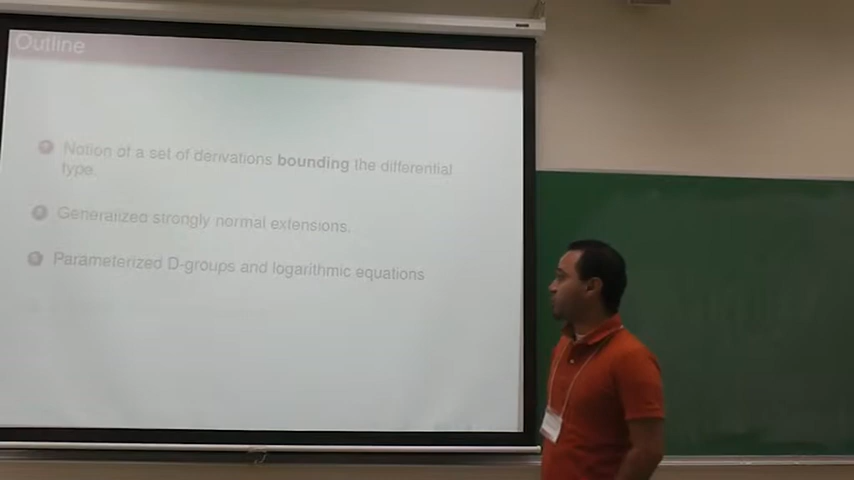 Outline
Notion of a set of derivations bounding the differential
type.
Generalized strongly normal extensions.
Parameterized D-groups and logarithmic equations